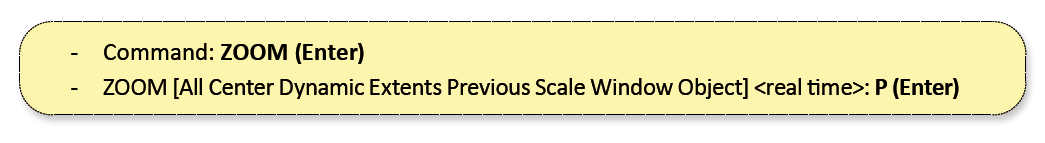 - Command: ZOOM (Enter)
- ZOOM [All Center Dynamic Extents Previous Scale Window Object] <real time>: P (Enter)